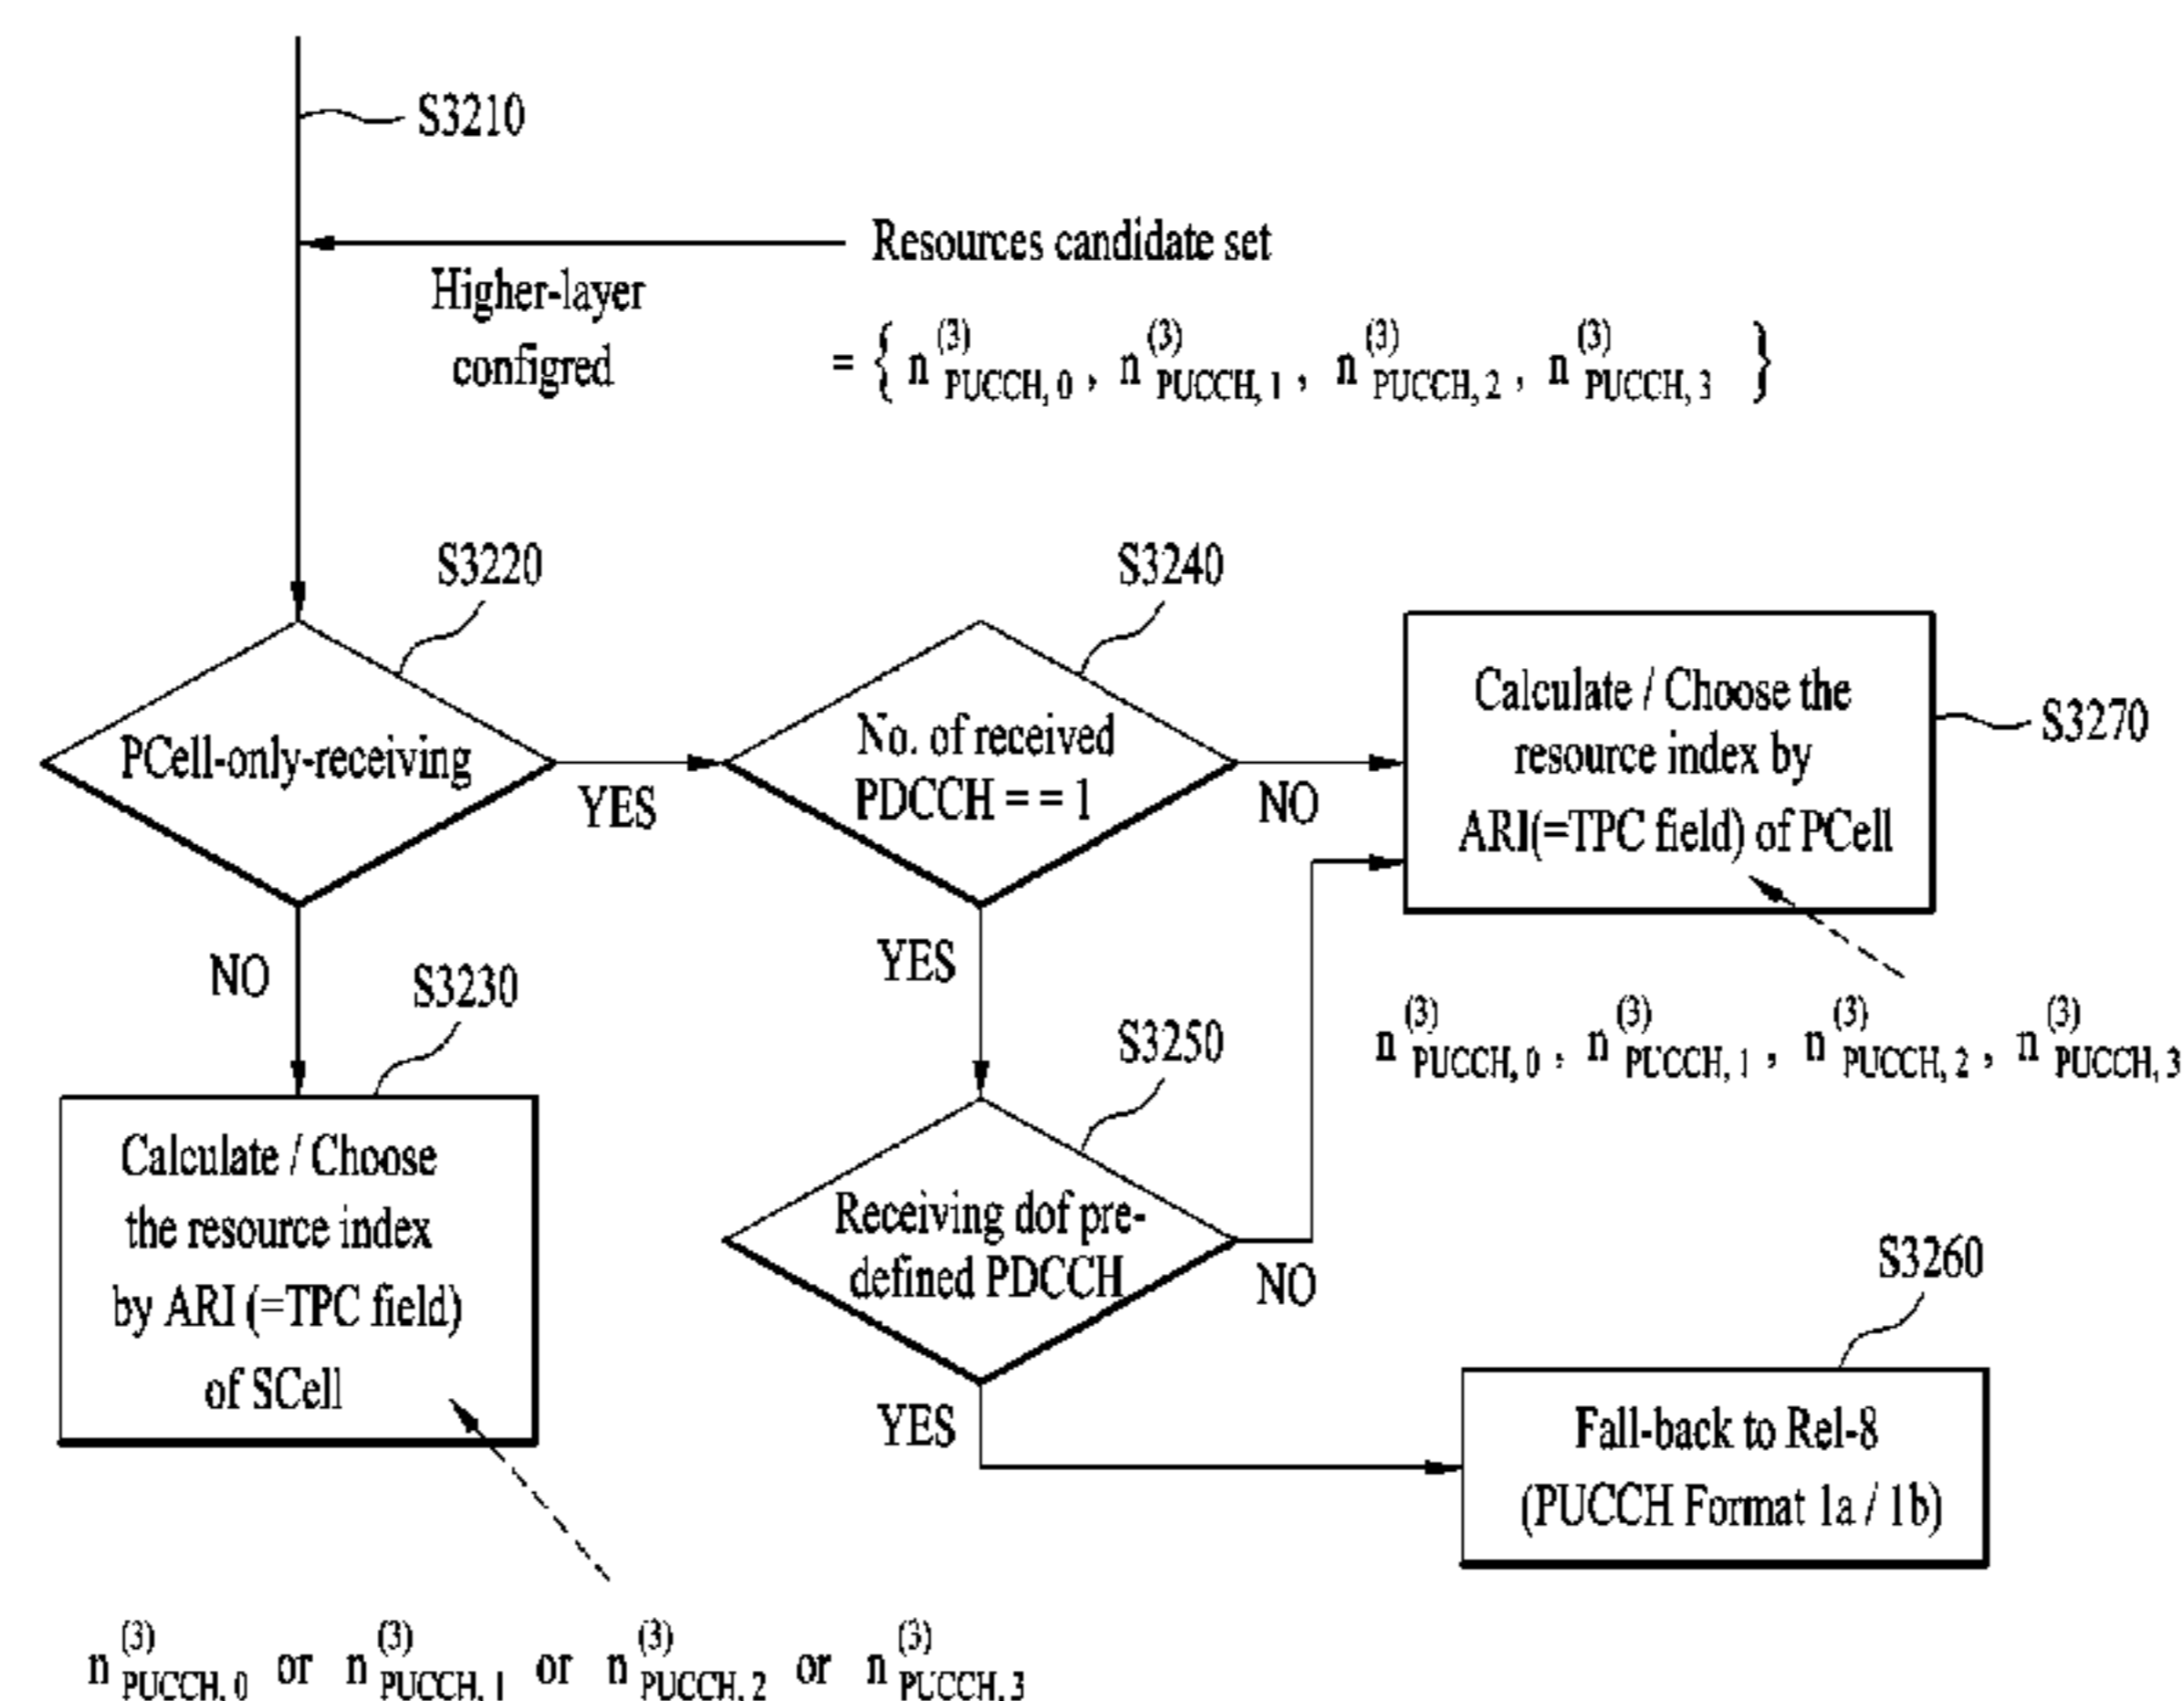 S3210
Resources candidate set
Higher-layer
configred
= { n^{(3)}_{PUCCH, 0} , n^{(3)}_{PUCCH, 1} , n^{(3)}_{PUCCH, 2} , n^{(3)}_{PUCCH, 3} }
S3220
PCell-only-receiving
YES
NO
S3240
No. of received
PDCCH = = 1
NO
YES
Calculate / Choose the
resource index by
ARI(=TPC field) of PCell
S3270
n^{(3)}_{PUCCH, 0} , n^{(3)}_{PUCCH, 1} , n^{(3)}_{PUCCH, 2} , n^{(3)}_{PUCCH, 3}
S3230
Calculate / Choose
the resource index
by ARI (=TPC field)
of SCell
n^{(3)}_{PUCCH, 0} or n^{(3)}_{PUCCH, 1} or n^{(3)}_{PUCCH, 2} or n^{(3)}_{PUCCH, 3}
S3250
Receiving dof pre-
defined PDCCH
NO
YES
S3260
Fall-back to Rel-8
(PUCCH Format 1a / 1b)